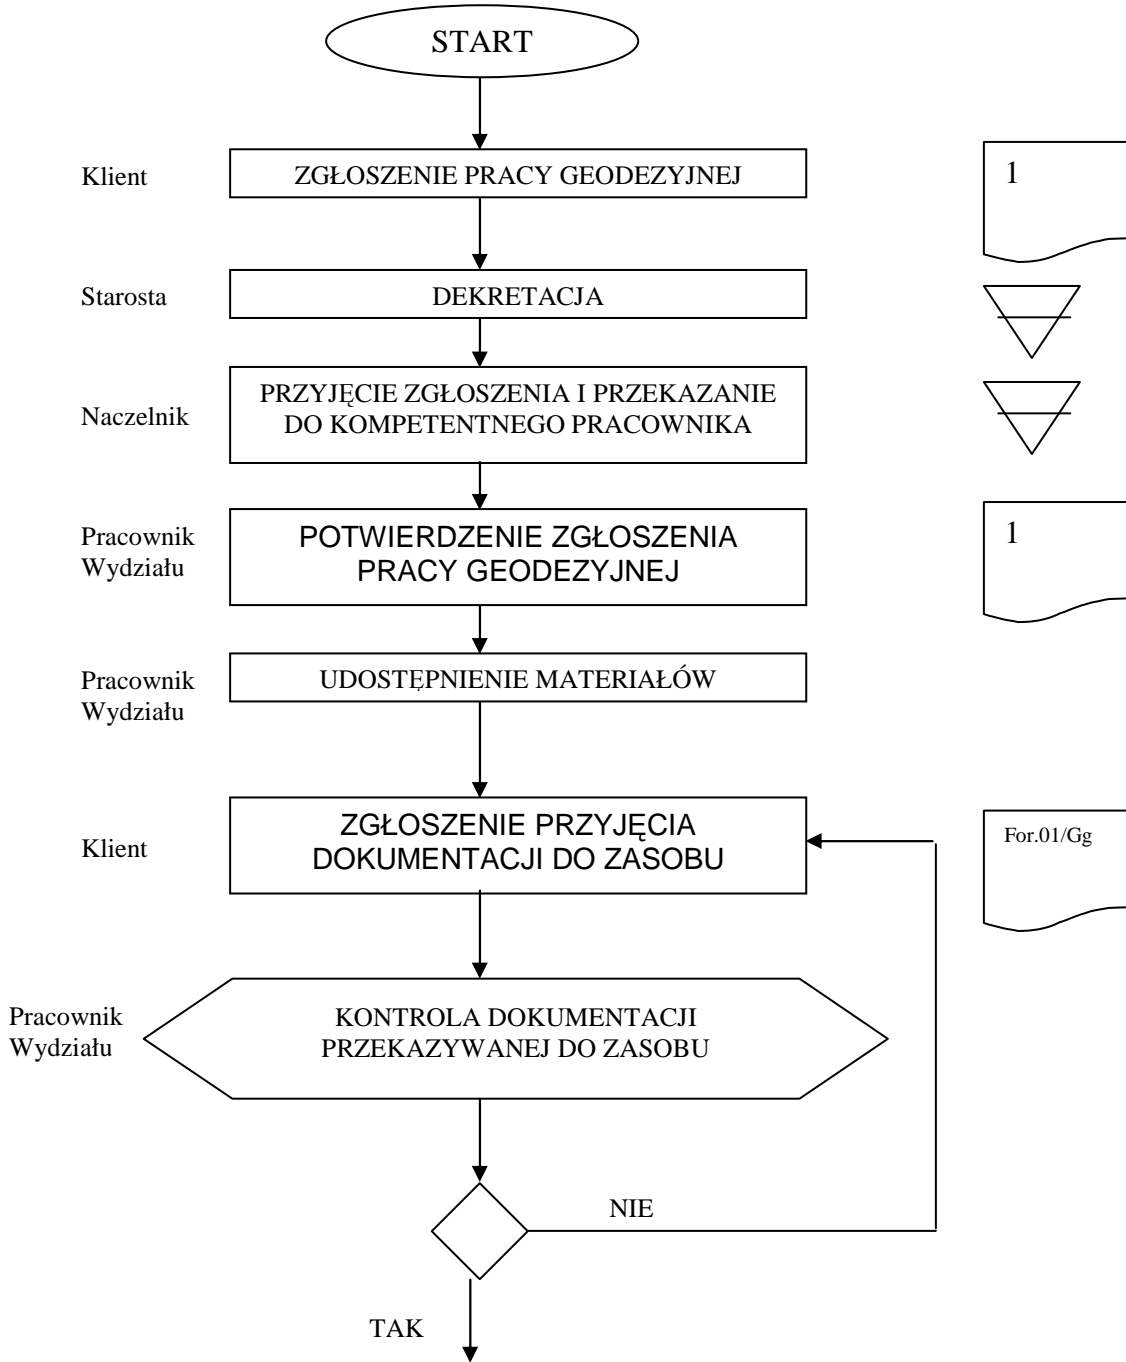 START
Klient
ZGŁOSZENIE PRACY GEODEZYJNEJ
1
Starosta
DEKRETACJA
Naczelnik
PRZYJĘCIE ZGŁOSZENIA I PRZEKAZANIE
DO KOMPETENTNEGO PRACOWNIKA
Pracownik
Wydziału
POTWIERDZENIE ZGŁOSZENIA
PRACY GEODEZYJNEJ
1
Pracownik
Wydziału
UDOSTĘPNIENIE MATERIAŁÓW
Klient
ZGŁOSZENIE PRZYJĘCIA
DOKUMENTACJI DO ZASOBU
For.01/Gg
Pracownik
Wydziału
KONTROLA DOKUMENTACJI
PRZEKAZYWANEJ DO ZASOBU
NIE
TAK